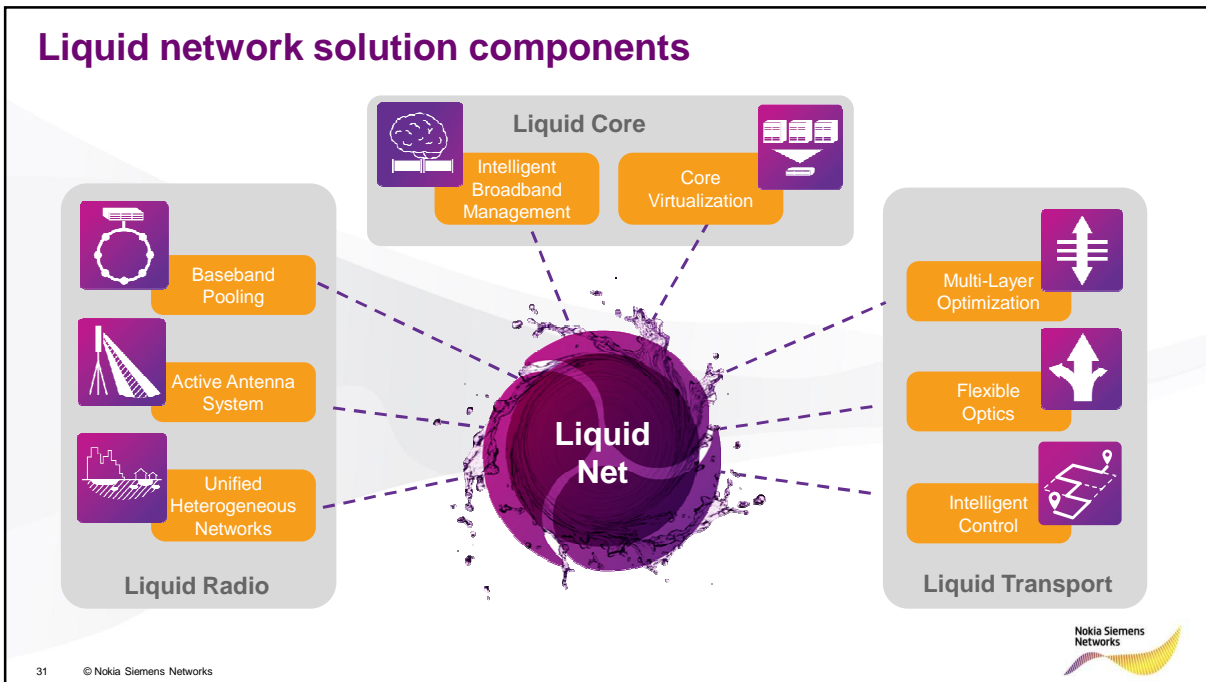 Liquid network solution components
Liquid Core
Intelligent
Broadband
Management
Core
Virtualization
Baseband
Pooling
Active Antenna
System
Unified
Heterogeneous
Networks
Liquid Radio
Liquid
Net
Multi-Layer
Optimization
Flexible
Optics
Intelligent
Control
Liquid Transport
Nokia Siemens
Networks
31 © Nokia Siemens Networks